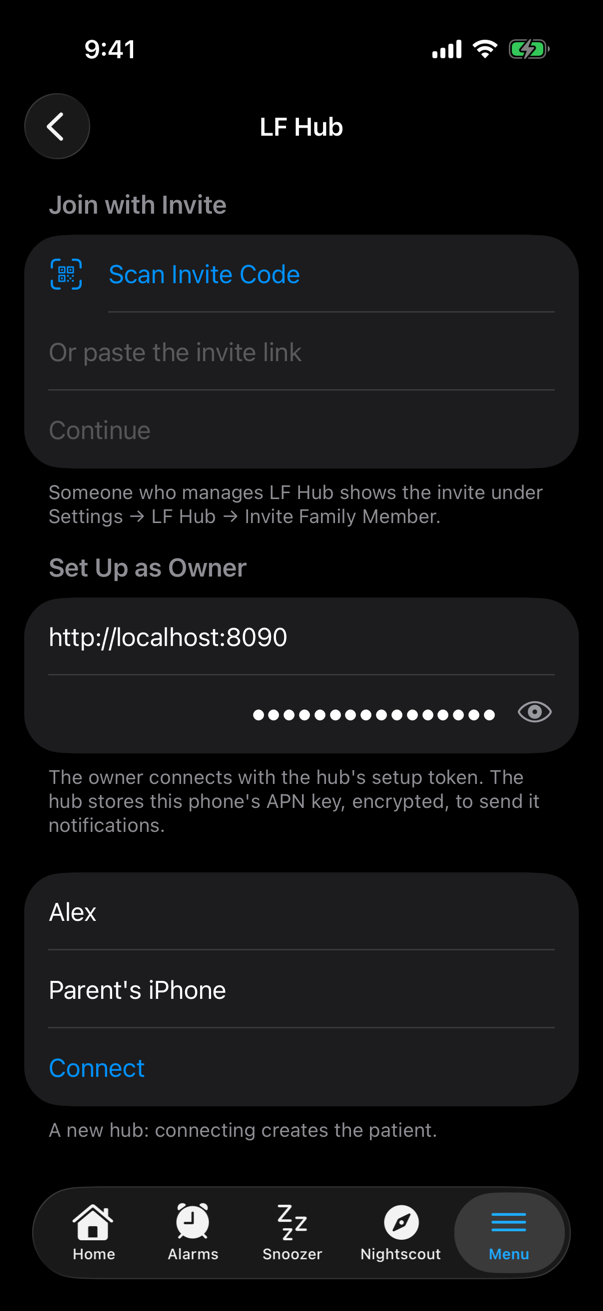 9:41
LF Hub
Join with Invite
Scan Invite Code
Or paste the invite link
Continue
Someone who manages LF Hub shows the invite under
Settings → LF Hub → Invite Family Member.
Set Up as Owner
http://localhost:8090
••••••••••••••••
The owner connects with the hub's setup token. The
hub stores this phone's APN key, encrypted, to send it
notifications.
Alex
Parent's iPhone
Connect
A new hub: connecting creates the patient.
Home
Alarms
Snoozer
Nightscout
Menu